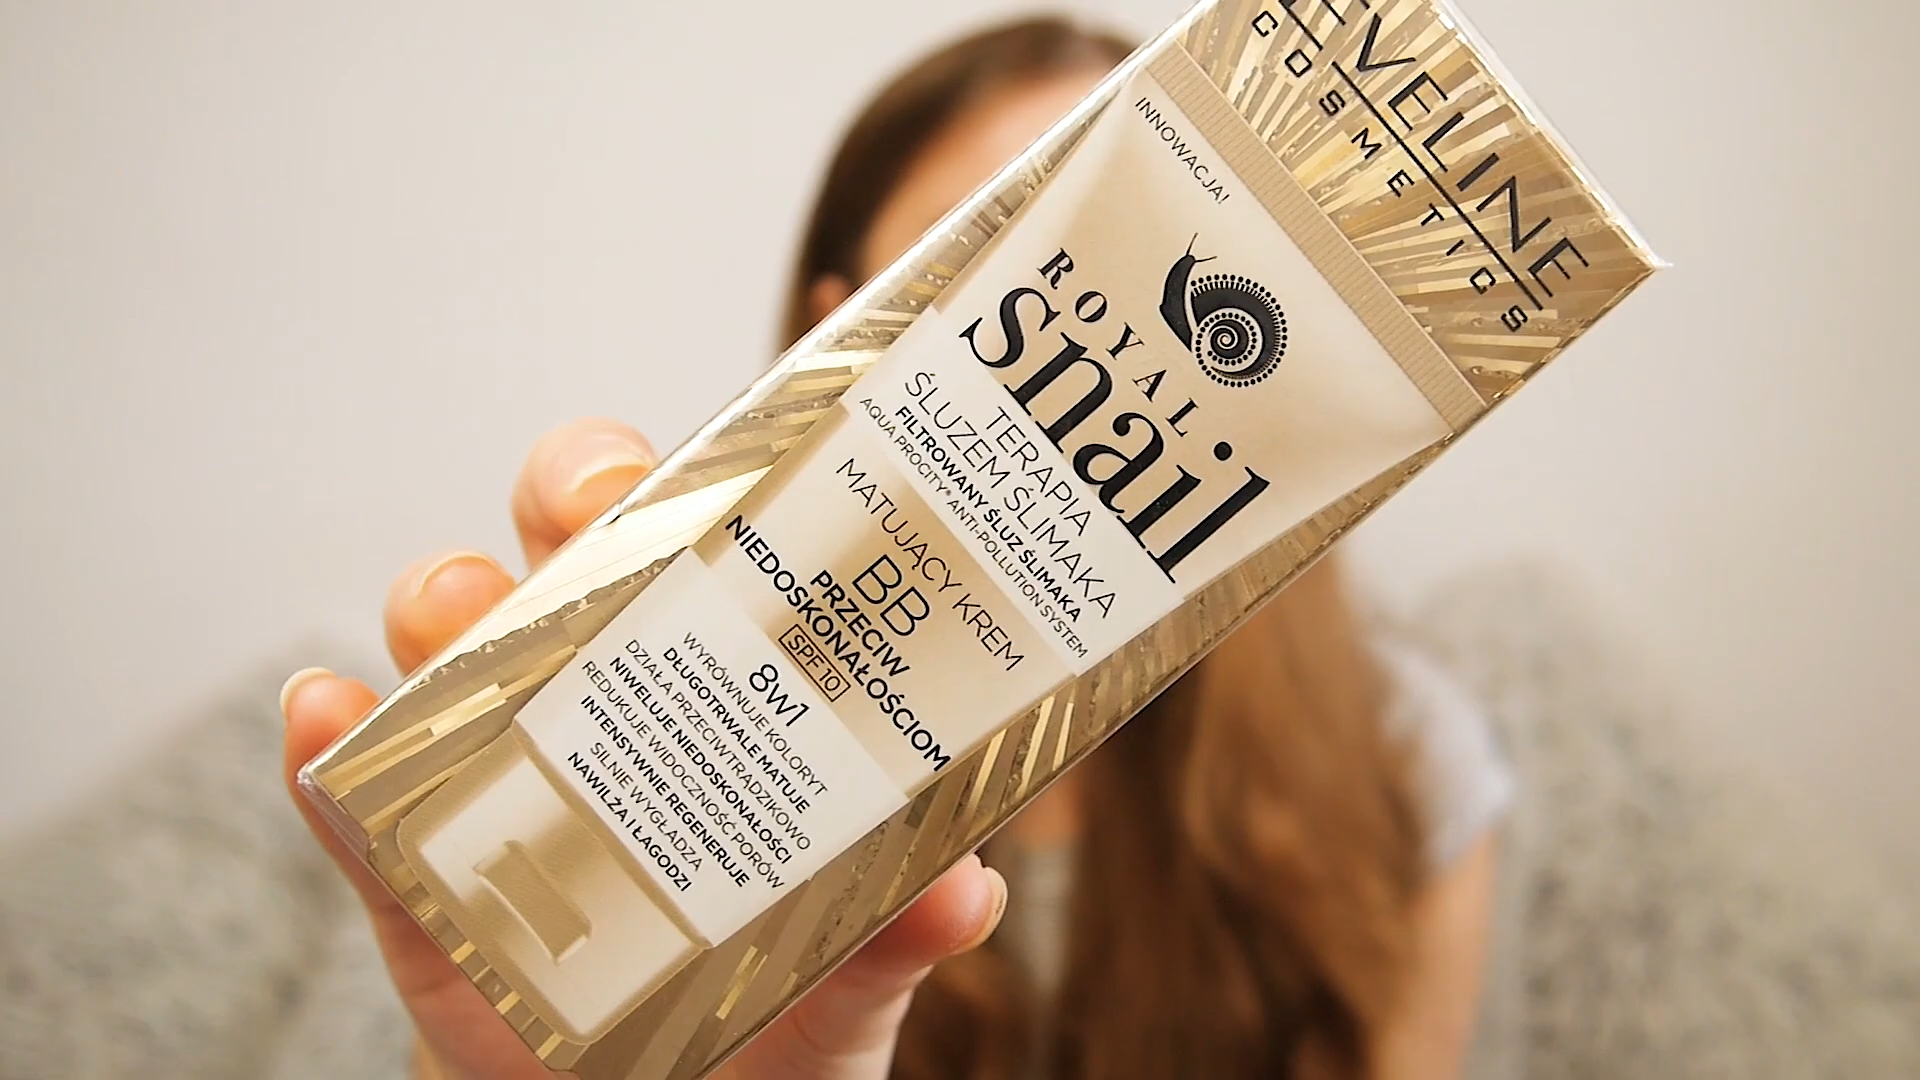 EVELINE
COSMETICS
INNOWACJA!
ROYAL
snail
TERAPIA
ŚLUZEM ŚLIMAKA
FILTROWANY ŚLUZ ŚLIMAKA
AQUA PROCITY® ANTI-POLLUTION SYSTEM
MATUJĄCY KREM
BB
PRZECIW
NIEDOSKONAŁOŚCIOM
SPF 10
8w1
WYRÓWNUJE KOLORYT
DŁUGOTRWALE MATUJE
DZIAŁA PRZECIWTRĄDZIKOWO
NIWELUJE NIEDOSKONAŁOŚCI
REDUKUJE WIDOCZNOŚĆ PORÓW
INTENSYWNIE REGENERUJE
SILNIE WYGŁADZA
NAWILŻA I ŁAGODZI